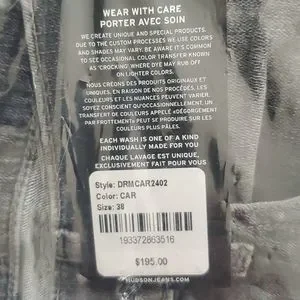 WEAR WITH CARE
PORTER AVEC SOIN
WE CREATE UNIQUE AND SPECIAL PRODUCTS.
DUE TO THE CUSTOM PROCESSES WE USE COLORS
AND SHADES MAY VARY. BE AWARE IT'S COMMON
TO SEE OCCASIONAL COLOR TRANSFER KNOWN
AS 'CROCKING' WHERE DYE MAY RUB OFF
ON LIGHTER COLORS.
NOUS CRÉONS DES PRODUITS ORIGINAUX ET
UNIQUES. EN RAISON DE NOS PROCÉDÉS, LES
COULEURS ET LES NUANCES PEUVENT VARIER.
SOYEZ CONSCIENT QU'OCCASIONNELLEMENT, UN
TRANSFERT DE COULEURS APPELÉ «DÉGORGEMENT
PAR FROTTEMENT» PEUT SE PRODUIRE SUR LES
COULEURS PLUS CLAIRES.
EACH WASH IS ONE OF A KIND
INDIVIDUALLY MADE FOR YOU
CHAQUE LAVAGE EST UNIQUE,
EXCLUSIVEMENT FAIT POUR VOUS
Style: DRMCAR2402
Color: CAR
Size: 38
193372863516
$195.00
HUDSONJEANS.COM